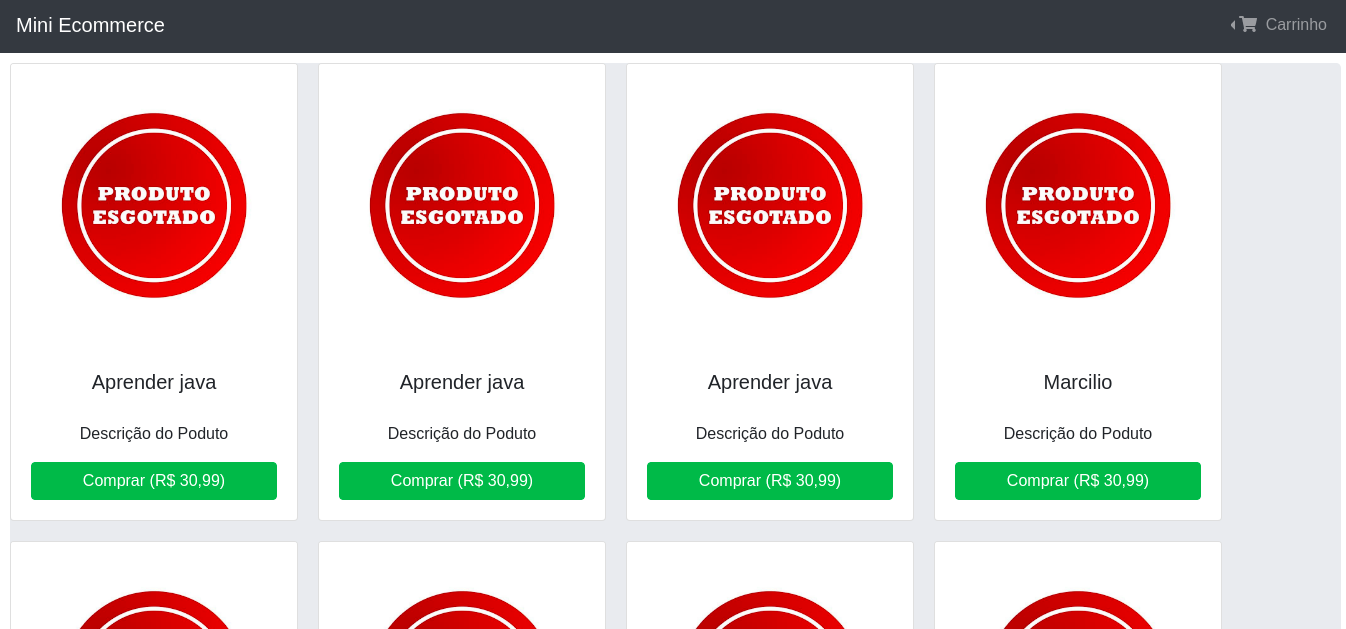 Mini Ecommerce
Carrinho
PRODUTO
ESGOTADO
Aprender java
Descrição do Poduto
Comprar (R$ 30,99)
PRODUTO
ESGOTADO
Aprender java
Descrição do Poduto
Comprar (R$ 30,99)
PRODUTO
ESGOTADO
Aprender java
Descrição do Poduto
Comprar (R$ 30,99)
PRODUTO
ESGOTADO
Marcilio
Descrição do Poduto
Comprar (R$ 30,99)